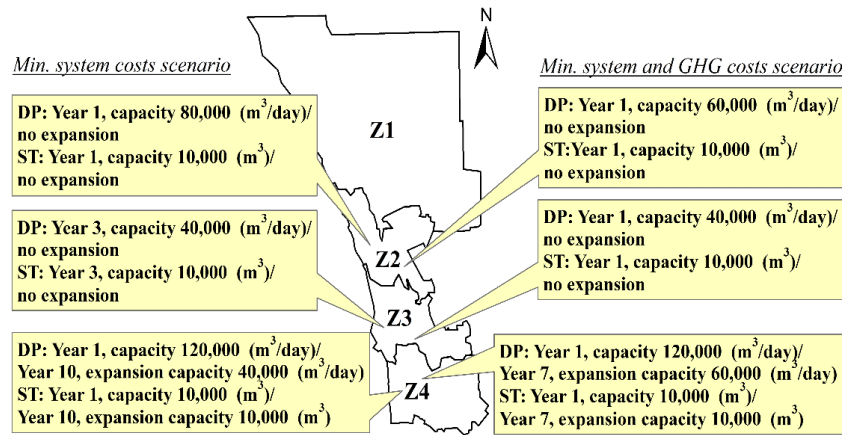 N
Min. system costs scenario
Min. system and GHG costs scenario
DP: Year 1, capacity 80,000 (m³/day)/
no expansion
ST: Year 1, capacity 10,000 (m³)/
no expansion
Z1
DP: Year 1, capacity 60,000 (m³/day)/
no expansion
ST:Year 1, capacity 10,000 (m³)/
no expansion
DP: Year 3, capacity 40,000 (m³/day)/
no expansion
ST: Year 3, capacity 10,000 (m³)/
no expansion
Z2
Z3
DP: Year 1, capacity 40,000 (m³/day)/
no expansion
ST: Year 1, capacity 10,000 (m³)/
no expansion
DP: Year 1, capacity 120,000 (m³/day)/
Year 10, expansion capacity 40,000 (m³/day)
ST: Year 1, capacity 10,000 (m³)/
Year 10, expansion capacity 10,000 (m³)
Z4
DP: Year 1, capacity 120,000 (m³/day)/
Year 7, expansion capacity 60,000 (m³/day)
ST: Year 1, capacity 10,000 (m³)/
Year 7, expansion capacity 10,000 (m³)